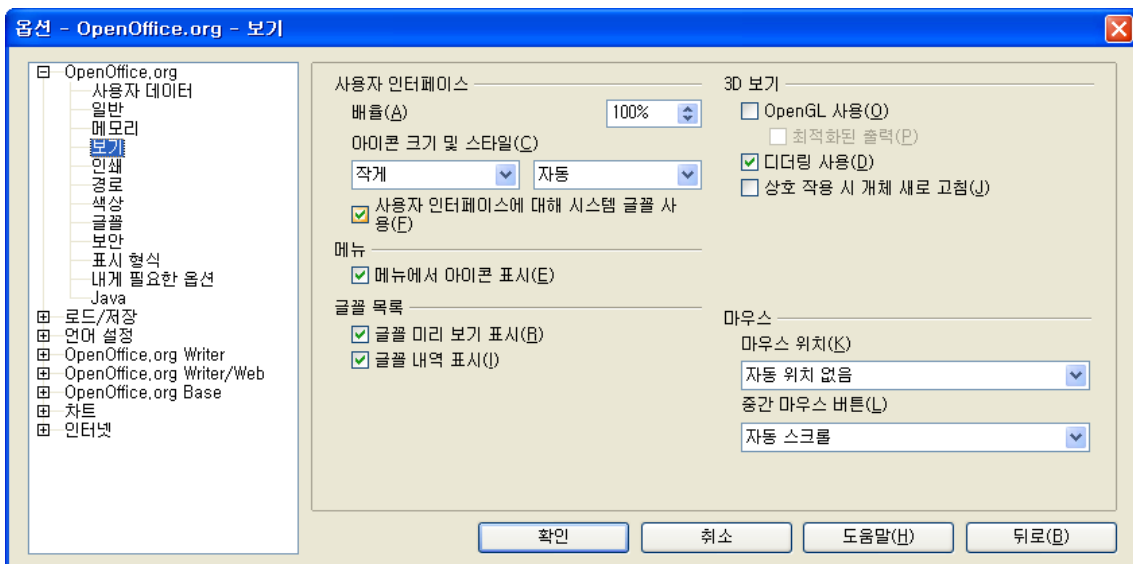 옵션 - OpenOffice.org - 보기
OpenOffice.org
사용자 데이터
일반
메모리
보기
인쇄
경로
색상
글꼴
보안
표시 형식
내게 필요한 옵션
Java
로드/저장
언어 설정
OpenOffice.org Writer
OpenOffice.org Writer/Web
OpenOffice.org Base
차트
인터넷
사용자 인터페이스
배율(A)
100%
아이콘 크기 및 스타일(C)
작게
자동
사용자 인터페이스에 대해 시스템 글꼴 사
용(F)
메뉴
메뉴에서 아이콘 표시(E)
글꼴 목록
글꼴 미리 보기 표시(R)
글꼴 내역 표시(I)
3D 보기
OpenGL 사용(O)
최적화된 출력(P)
디더링 사용(D)
상호 작용 시 개체 새로 고침(J)
마우스
마우스 위치(K)
자동 위치 없음
중간 마우스 버튼(L)
자동 스크롤
확인
취소
도움말(H)
뒤로(B)